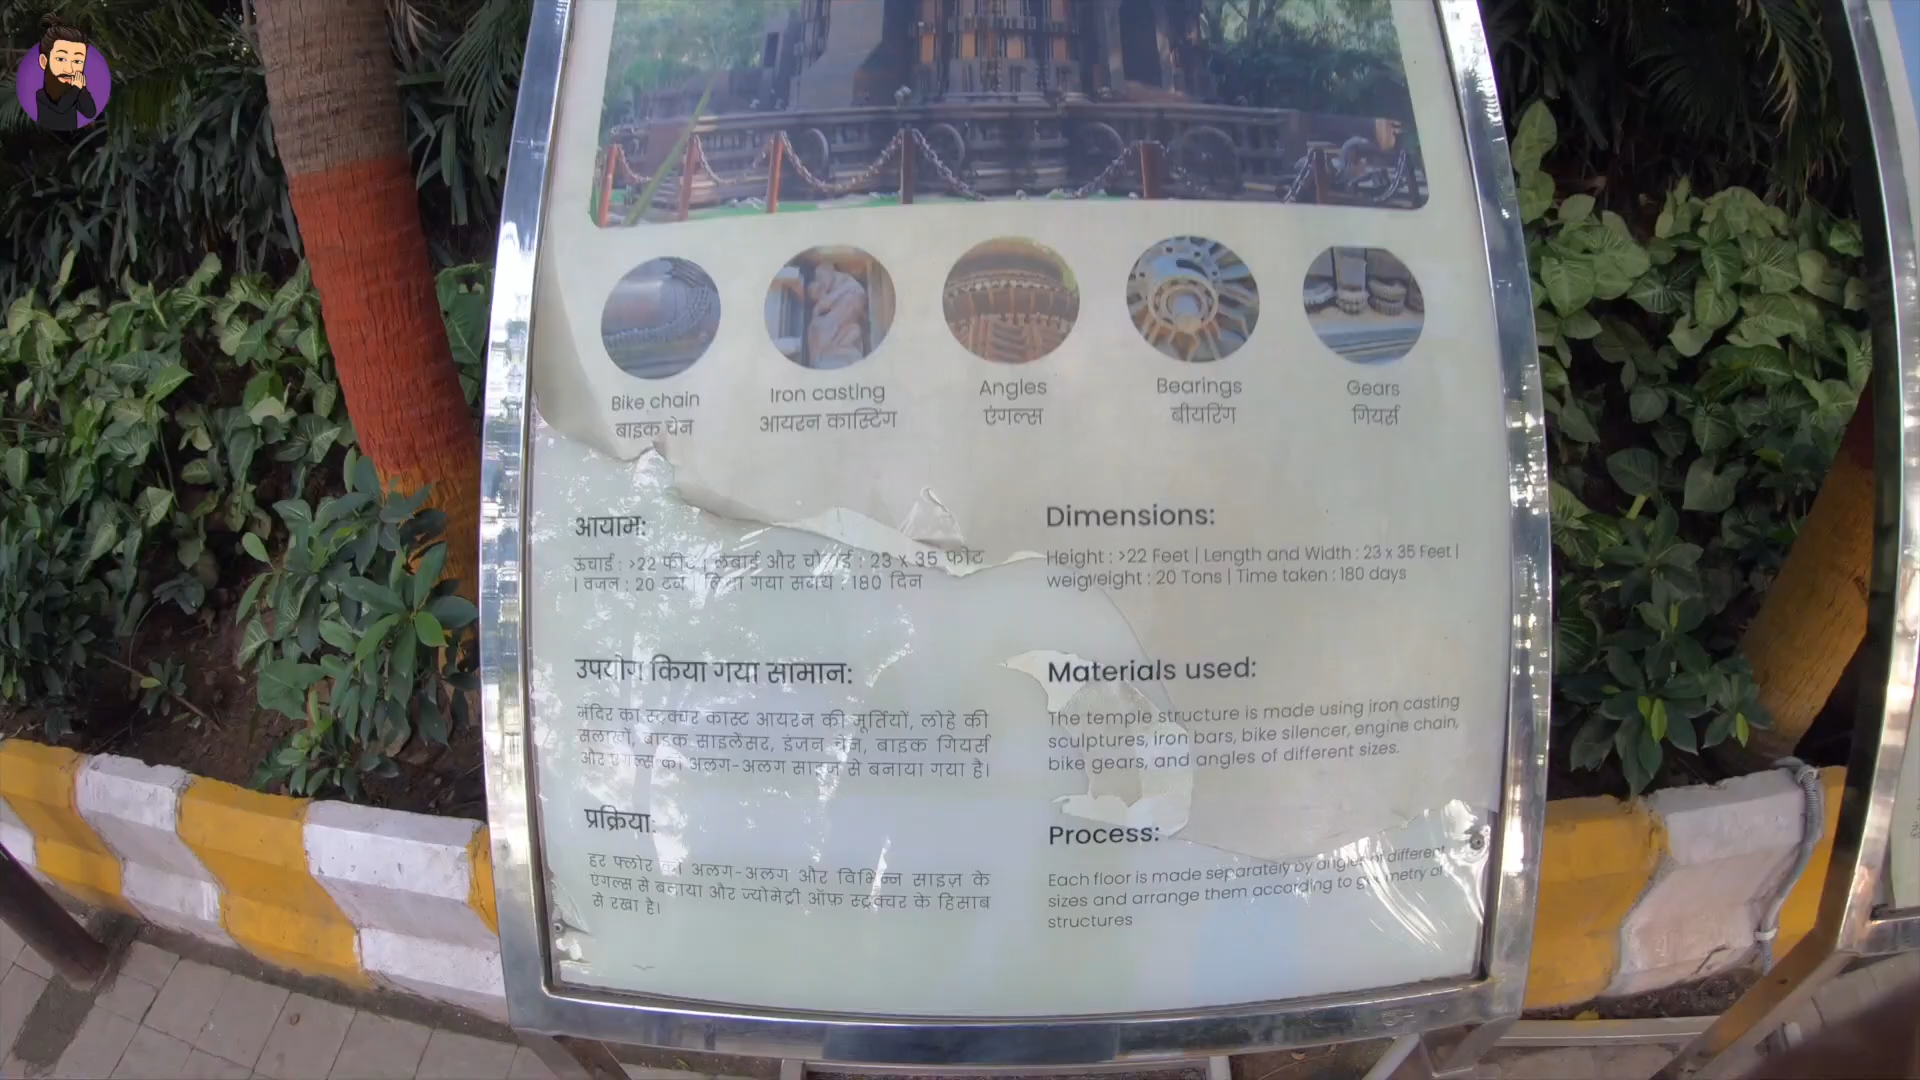 Bike chain
बाइक चेन
Iron casting
आयरन कास्टिंग
Angles
एंगल्स
Bearings
बीयरिंग
Gears
गियर्स
आयाम:
ऊंचाई : >22 फीट | लंबाई और : 23 x 35 फीट
| वजन : 20 टन | गया समय : 180 दिन
उपयोग किया गया सामान:
मंदिर का स्ट्रक्चर कास्ट आयरन की मूर्तियों, लोहे की
सलाखों, बाइक साइलेंसर, इंजन चेन, बाइक गियर्स
और एंगल्स की अलग-अलग साइज से बनाया गया है।
प्रक्रिया:
हर फ्लोर को अलग-अलग और विभिन्न साइज़ के
एंगल्स से बनाया और ज्योमेट्री ऑफ़ स्ट्रक्चर के हिसाब
से रखा है।
Dimensions:
Height : >22 Feet | Length and Width : 23 x 35 Feet |
: 20 Tons | Time taken : 180 days
Materials used:
The temple structure is made using iron casting
sculptures, iron bars, bike silencer, engine chain,
bike gears, and angles of different sizes.
Process:
Each floor is made separately by different
sizes and arrange them according to of
structures